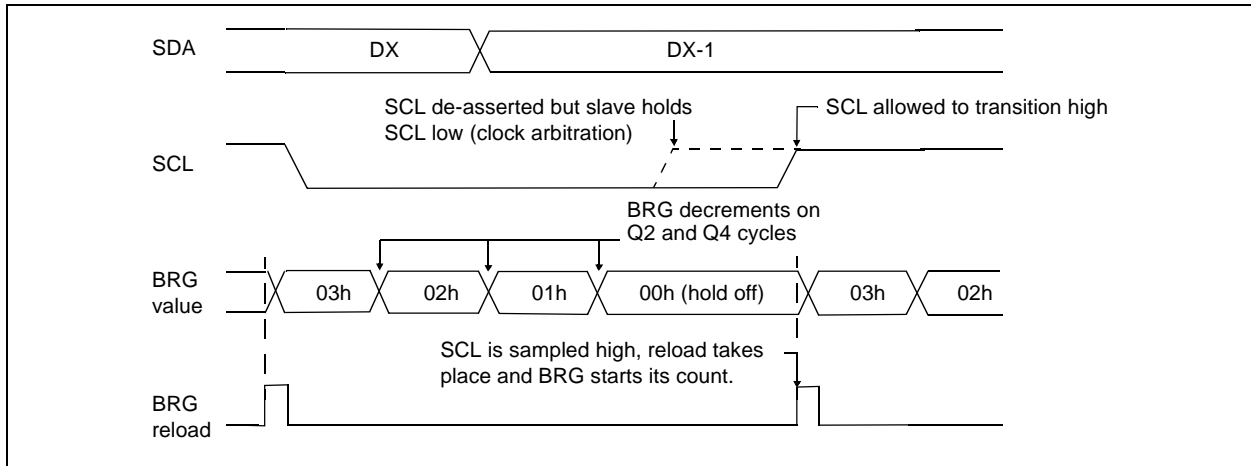 SDA
DX
DX-1
SCL de-asserted but slave holds
SCL low (clock arbitration)
SCL allowed to transition high
SCL
BRG decrements on
Q2 and Q4 cycles
BRG
value
03h
02h
01h
00h (hold off)
03h
02h
SCL is sampled high, reload takes
place and BRG starts its count.
BRG
reload